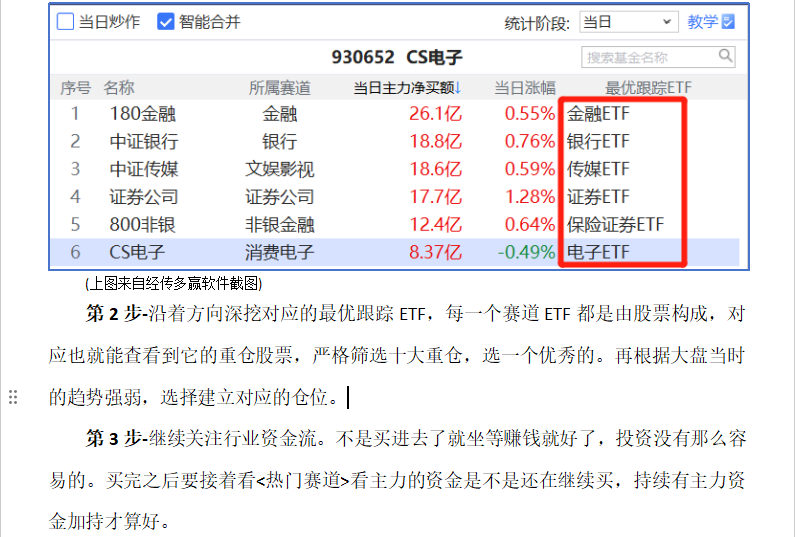 当日炒作 智能合并 统计阶段: 当日 教学
930652 CS电子 搜索基金名称
序号 名称 所属赛道 当日主力净买额↓ 当日涨幅 最优跟踪ETF
1 180金融 金融 26.1亿 0.55% 金融ETF
2 中证银行 银行 18.8亿 0.76% 银行ETF
3 中证传媒 文娱影视 18.6亿 0.59% 传媒ETF
4 证券公司 证券公司 17.7亿 1.28% 证券ETF
5 800非银 非银金融 12.4亿 0.64% 保险证券ETF
6 CS电子 消费电子 8.37亿 -0.49% 电子ETF
(上图来自经传多赢软件截图)
第2步-沿着方向深挖对应的最优跟踪ETF，每一个赛道ETF都是由股票构成，对
应也就能查看到它的重仓股票，严格筛选十大重仓，选一个优秀的。再根据大盘当时
的趋势强弱，选择建立对应的仓位。
第3步-继续关注行业资金流。不是买进去了就坐等赚钱就好了，投资没有那么容
易的。买完之后要接着看<热门赛道>看主力的资金是不是还在继续买，持续有主力资
金加持才算好。